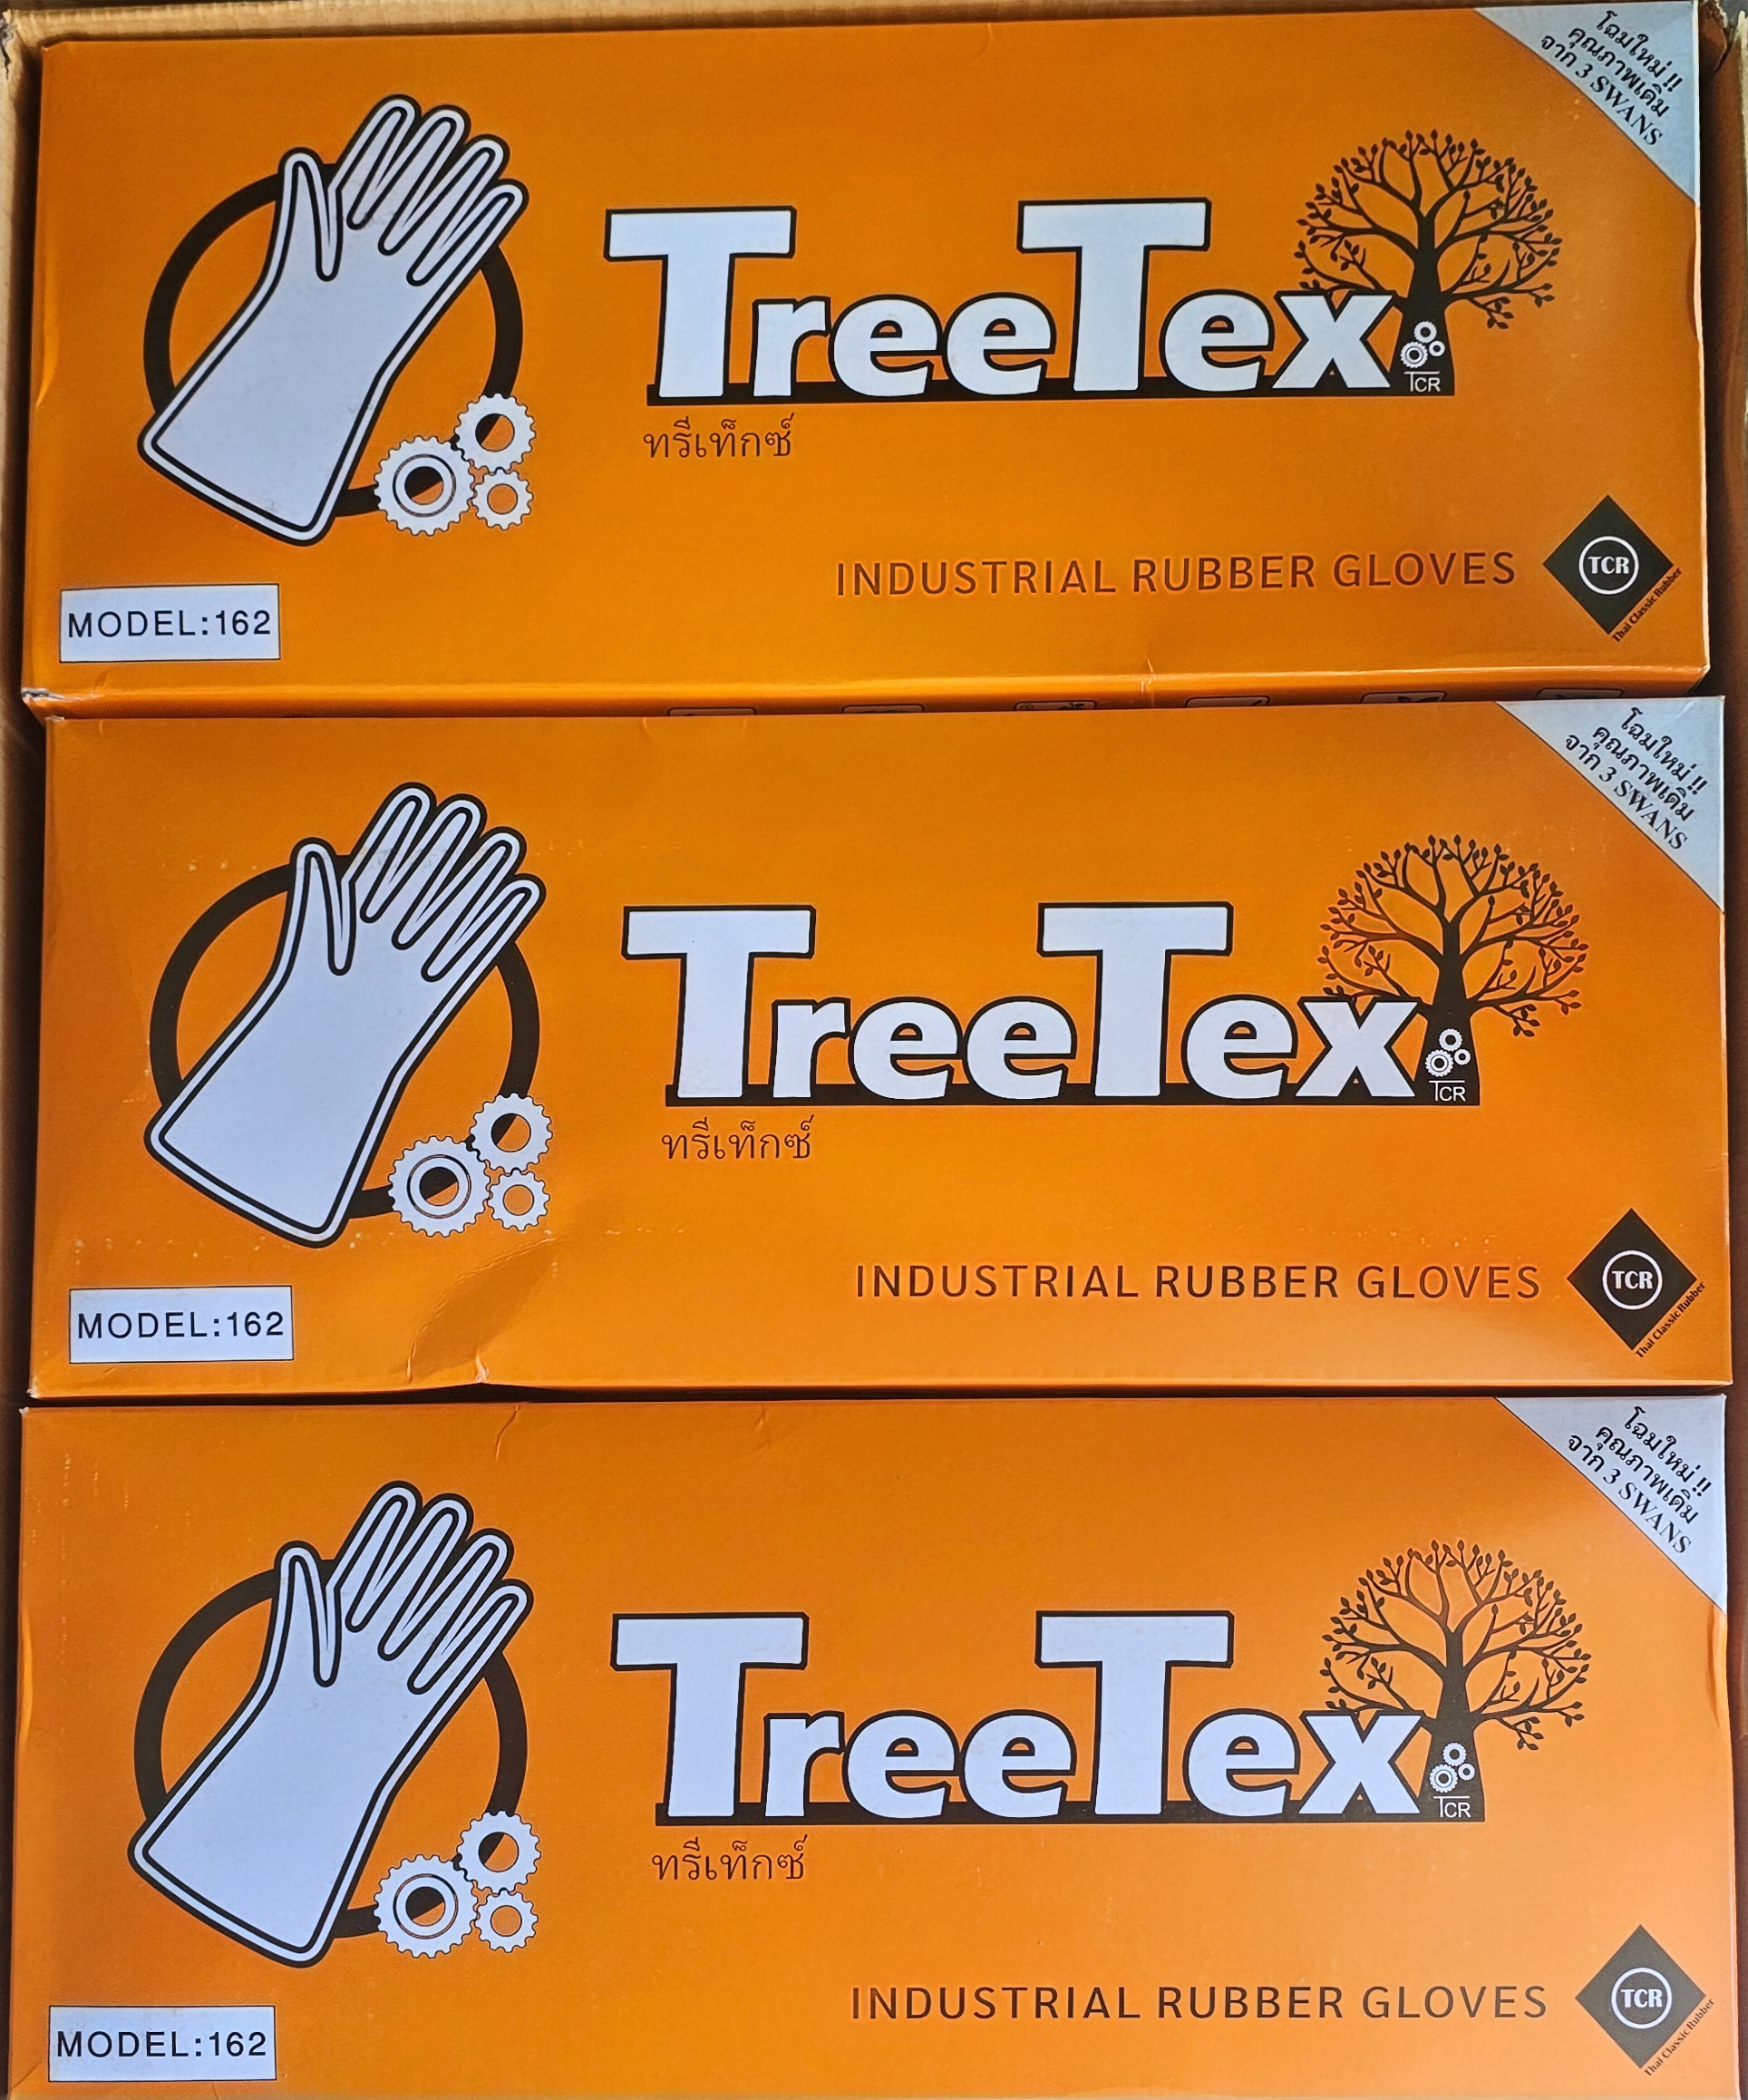 โฉมใหม่!!
คุณภาพเดิม
จาก 3 SWANS
TreeTex
TCR
ทรีเท็กซ์
INDUSTRIAL RUBBER GLOVES
TCR
Thai Classic Rubber
MODEL:162
โฉมใหม่!!
คุณภาพเดิม
จาก 3 SWANS
TreeTex
TCR
ทรีเท็กซ์
INDUSTRIAL RUBBER GLOVES
TCR
Thai Classic Rubber
MODEL:162
โฉมใหม่!!
คุณภาพเดิม
จาก 3 SWANS
TreeTex
TCR
ทรีเท็กซ์
INDUSTRIAL RUBBER GLOVES
TCR
Thai Classic Rubber
MODEL:162